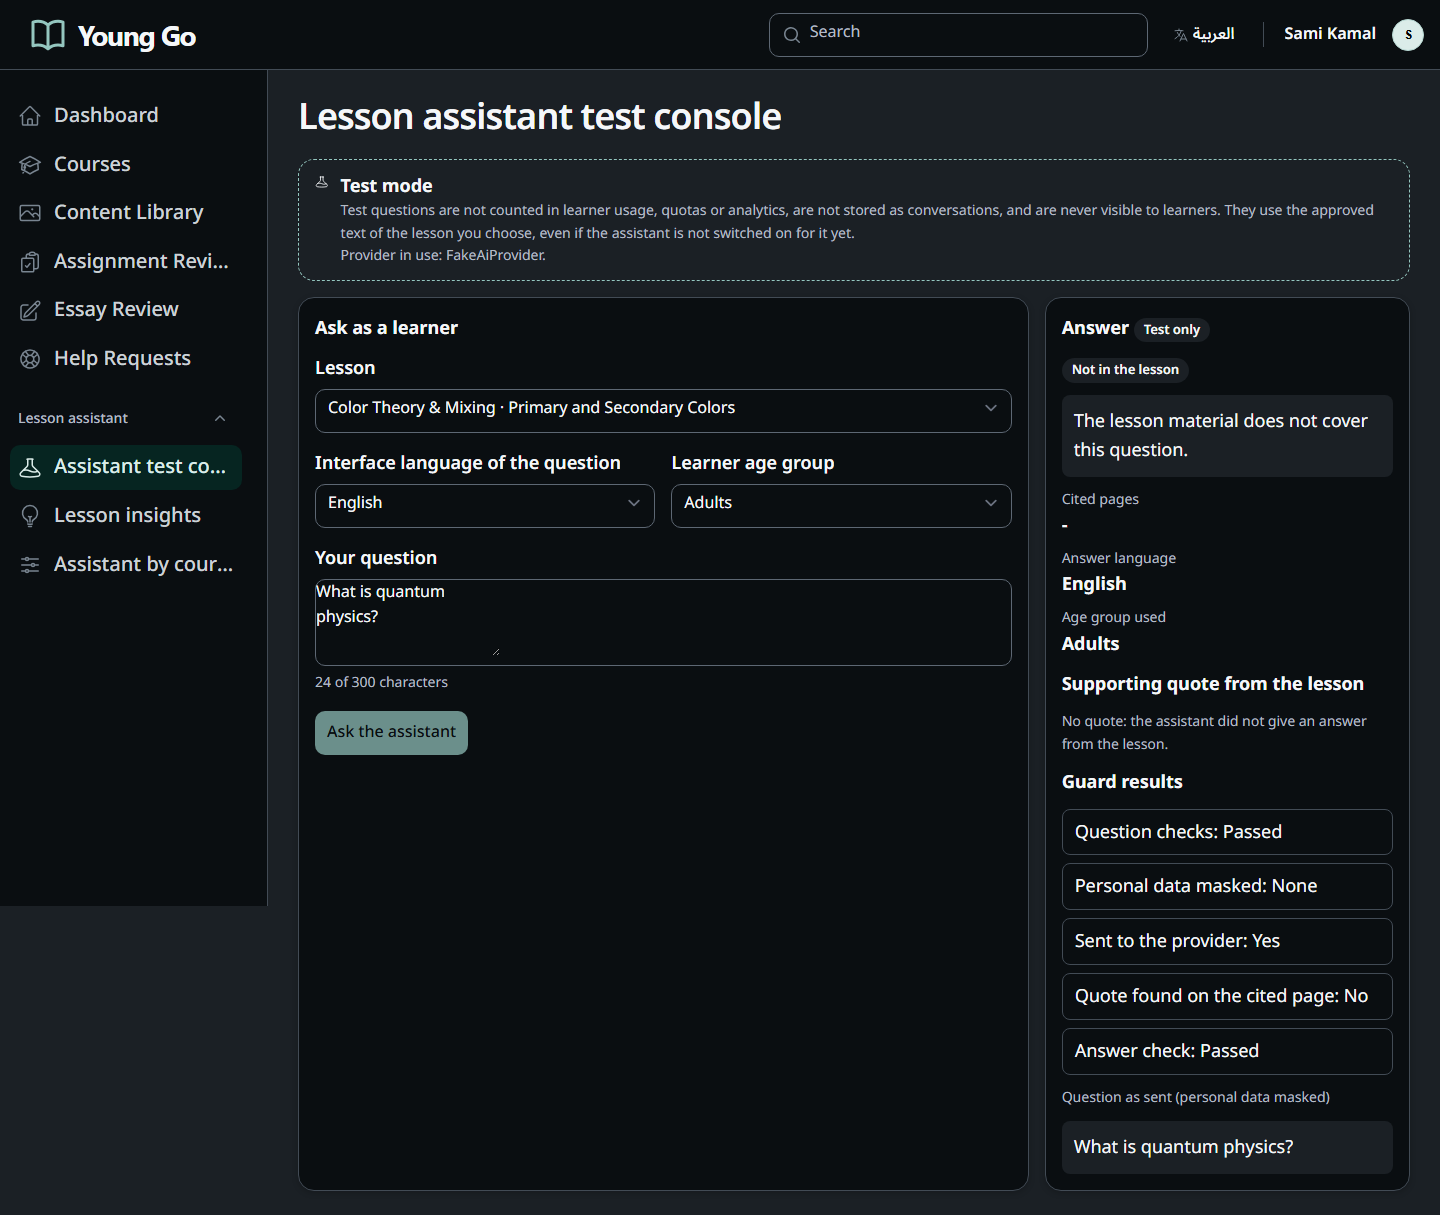 Young Go
Search
العربية
Sami Kamal
S
Dashboard
Courses
Content Library
Assignment Revi...
Essay Review
Help Requests
Lesson assistant
Assistant test co...
Lesson insights
Assistant by cour...
Lesson assistant test console
Test mode
Test questions are not counted in learner usage, quotas or analytics, are not stored as conversations, and are never visible to learners. They use the approved
text of the lesson you choose, even if the assistant is not switched on for it yet.
Provider in use: FakeAiProvider.
Ask as a learner
Lesson
Color Theory & Mixing · Primary and Secondary Colors
Interface language of the question
English
Learner age group
Adults
Your question
What is quantum
physics?
24 of 300 characters
Ask the assistant
Answer
Test only
Not in the lesson
The lesson material does not cover
this question.
Cited pages
-
Answer language
English
Age group used
Adults
Supporting quote from the lesson
No quote: the assistant did not give an answer
from the lesson.
Guard results
Question checks: Passed
Personal data masked: None
Sent to the provider: Yes
Quote found on the cited page: No
Answer check: Passed
Question as sent (personal data masked)
What is quantum physics?